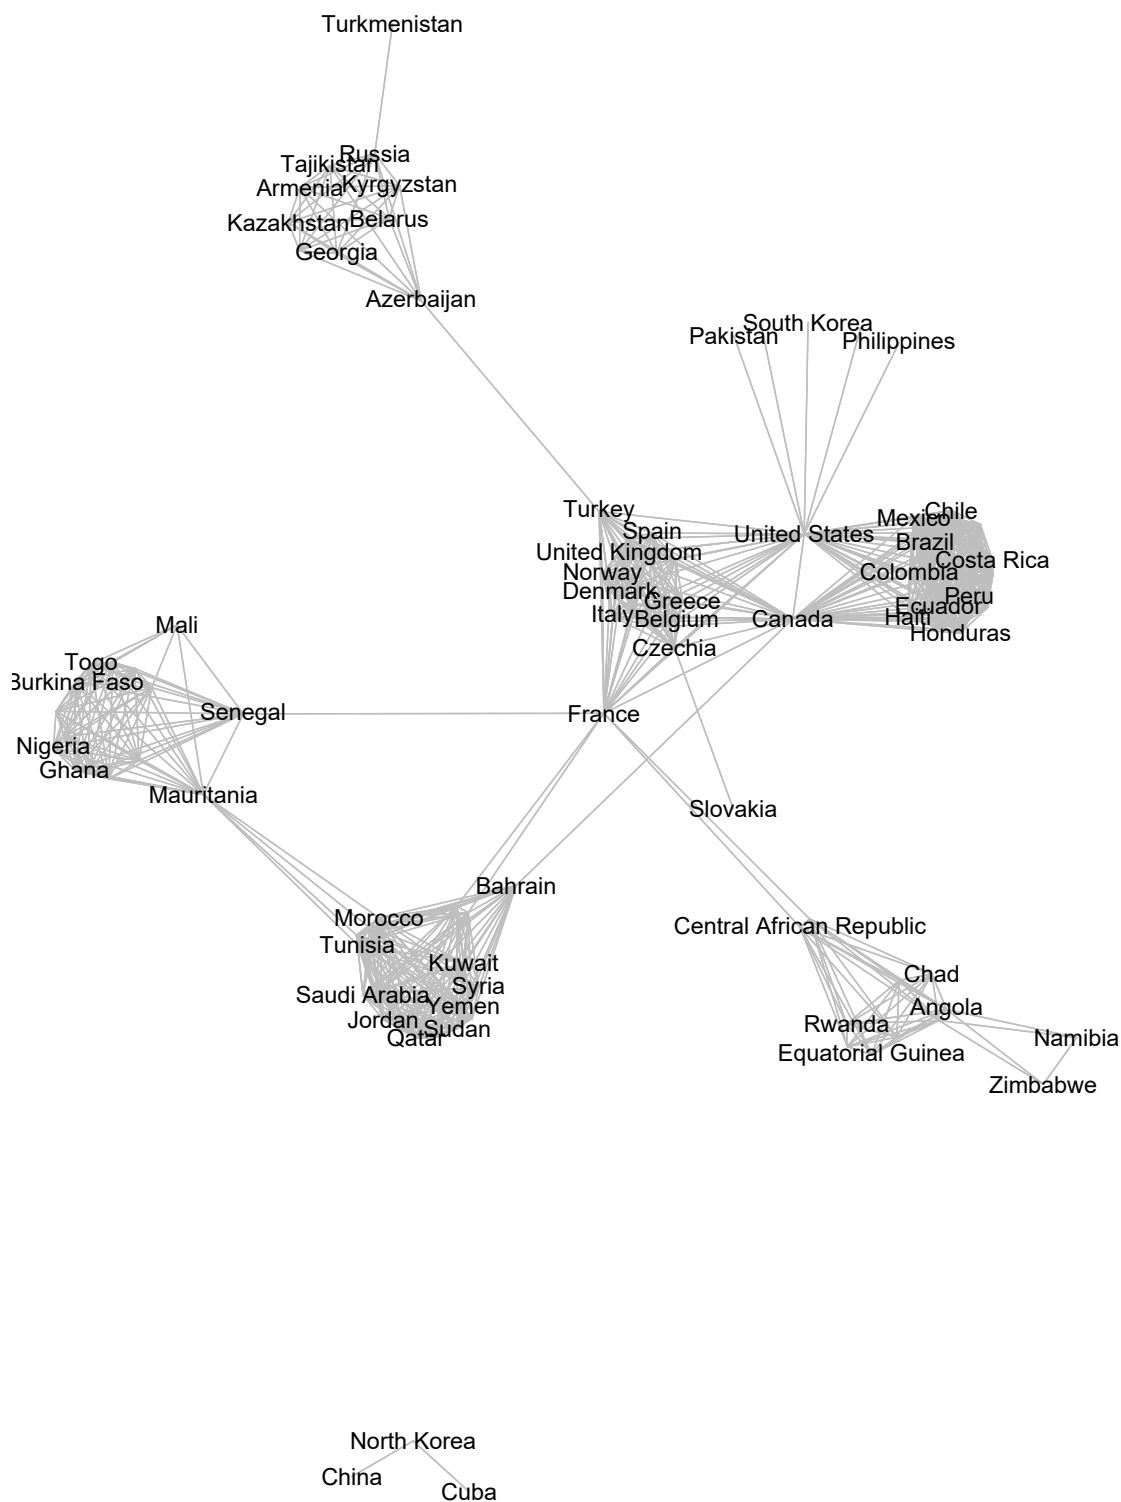 Turkmenistan
Russia
Tajikistan
Kyrgyzstan
Armenia
Belarus
Kazakhstan
Georgia
Azerbaijan
South Korea
Pakistan
Philippines
Turkey
Chile
Mexico
Spain
United States
Brazil
United Kingdom
Costa Rica
Norway
Colombia
Denmark
Peru
Greece
Ecuador
Italy
Belgium
Canada
Haiti
Honduras
Czechia
Mali
Togo
Burkina Faso
Senegal
France
Nigeria
Ghana
Mauritania
Slovakia
Bahrain
Morocco
Central African Republic
Tunisia
Kuwait
Chad
Syria
Saudi Arabia
Yemen
Angola
Jordan
Sudan
Rwanda
Qatar
Namibia
Equatorial Guinea
Zimbabwe
North Korea
China
Cuba